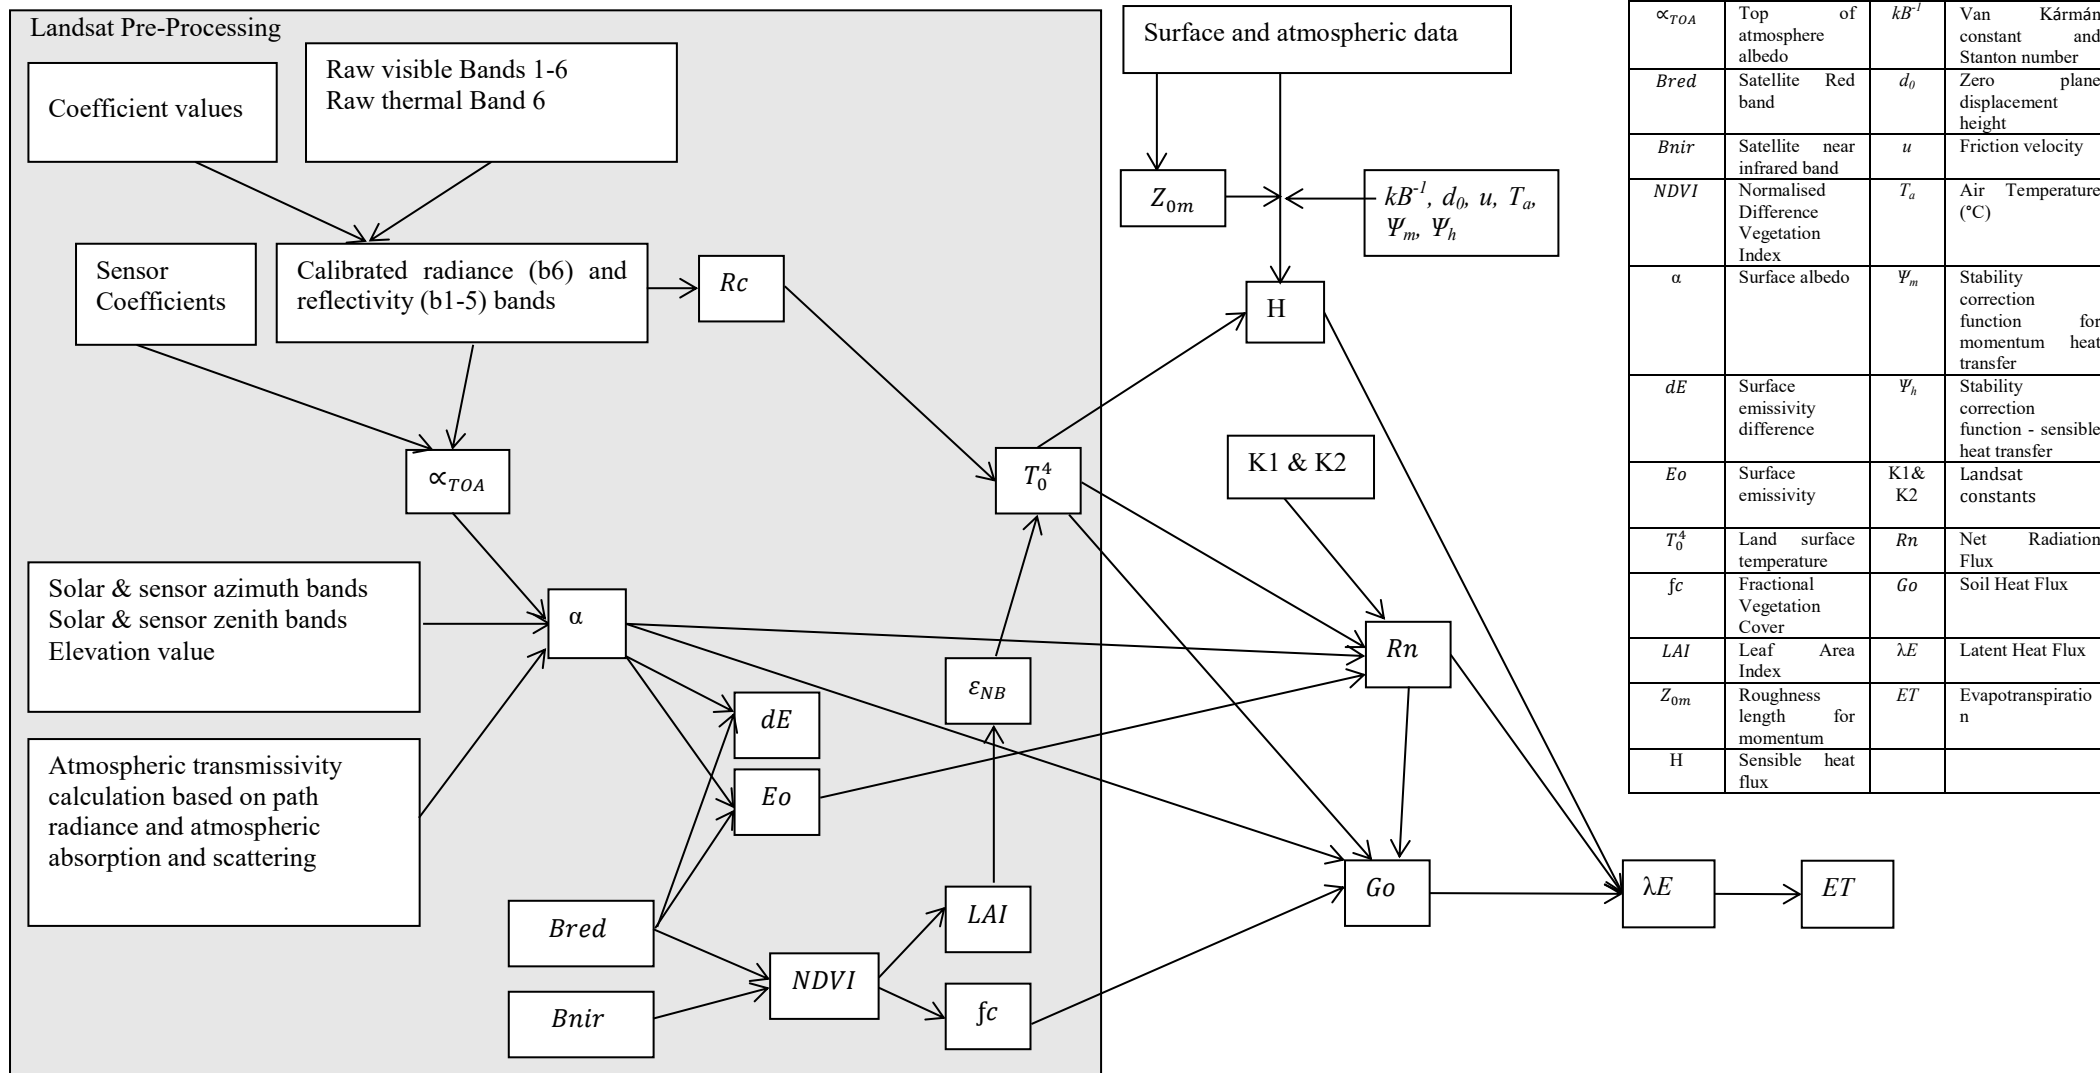 Landsat Pre-Processing
Coefficient values
Raw visible Bands 1-6
Raw thermal Band 6
Sensor
Coefficients
Calibrated radiance (b6) and
reflectivity (b1-5) bands
Rc
∝TOA
Solar & sensor azimuth bands
Solar & sensor zenith bands
Elevation value
α
Atmospheric transmissivity
calculation based on path
radiance and atmospheric
absorption and scattering
dE
Eo
Bred
Bnir
NDVI
LAI
ƒc
εNB
T₀⁴
Surface and atmospheric data
Z₀m
kB⁻¹, d₀, u, Tₐ,
Ψm, Ψh
H
K1 & K2
Rn
Go
λE
ET
∝TOA
Top of
atmosphere
albedo
kB⁻¹
Van Kármán
constant and
Stanton number
Bred
Satellite Red
band
d₀
Zero plane
displacement
height
Bnir
Satellite near
infrared band
u
Friction velocity
NDVI
Normalised
Difference
Vegetation
Index
Tₐ
Air Temperature
(°C)
α
Surface albedo
Ψm
Stability
correction
function for
momentum heat
transfer
dE
Surface
emissivity
difference
Ψh
Stability
correction
function - sensible
heat transfer
Eo
Surface
emissivity
K1&
K2
Landsat
constants
T₀⁴
Land surface
temperature
Rn
Net Radiation
Flux
ƒc
Fractional
Vegetation
Cover
Go
Soil Heat Flux
LAI
Leaf Area
Index
λE
Latent Heat Flux
Z₀m
Roughness
length for
momentum
ET
Evapotranspiratio
n
H
Sensible heat
flux